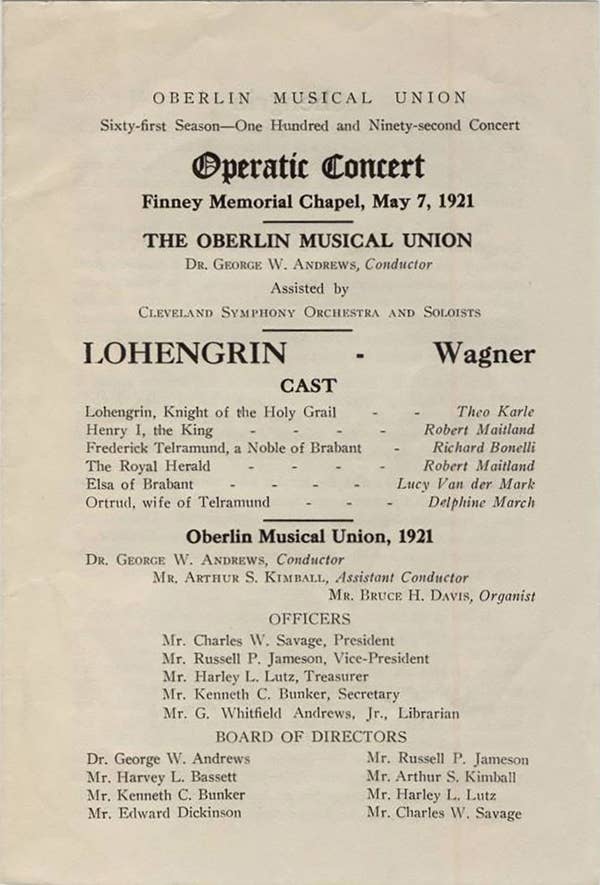 OBERLIN MUSICAL UNION
Sixty-first Season—One Hundred and Ninety-second Concert
Operatic Concert
Finney Memorial Chapel, May 7, 1921
THE OBERLIN MUSICAL UNION
DR. GEORGE W. ANDREWS, Conductor
Assisted by
CLEVELAND SYMPHONY ORCHESTRA AND SOLOISTS
LOHENGRIN - Wagner
CAST
Lohengrin, Knight of the Holy Grail - - Theo Karle
Henry I, the King - - - - Robert Maitland
Frederick Telramund, a Noble of Brabant - Richard Bonelli
The Royal Herald - - - - Robert Maitland
Elsa of Brabant - - - - Lucy Van der Mark
Ortrud, wife of Telramund - - - Delphine March
Oberlin Musical Union, 1921
DR. GEORGE W. ANDREWS, Conductor
MR. ARTHUR S. KIMBALL, Assistant Conductor
MR. BRUCE H. DAVIS, Organist
OFFICERS
Mr. Charles W. Savage, President
Mr. Russell P. Jameson, Vice-President
Mr. Harley L. Lutz, Treasurer
Mr. Kenneth C. Bunker, Secretary
Mr. G. Whitfield Andrews, Jr., Librarian
BOARD OF DIRECTORS
Dr. George W. Andrews Mr. Russell P. Jameson
Mr. Harvey L. Bassett Mr. Arthur S. Kimball
Mr. Kenneth C. Bunker Mr. Harley L. Lutz
Mr. Edward Dickinson Mr. Charles W. Savage